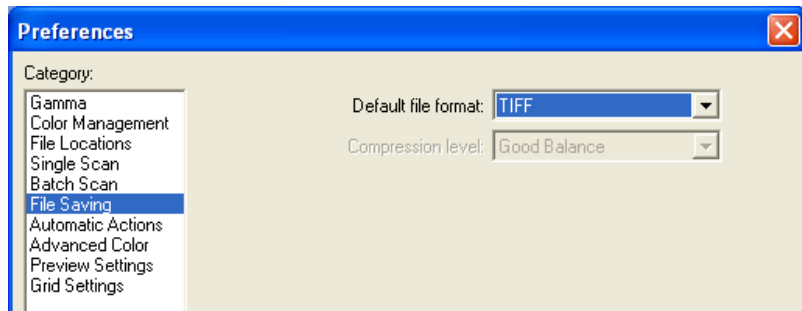 Preferences
Category:
Gamma
Color Management
File Locations
Single Scan
Batch Scan
File Saving
Automatic Actions
Advanced Color
Preview Settings
Grid Settings
Default file format: TIFF
Compression level: Good Balance